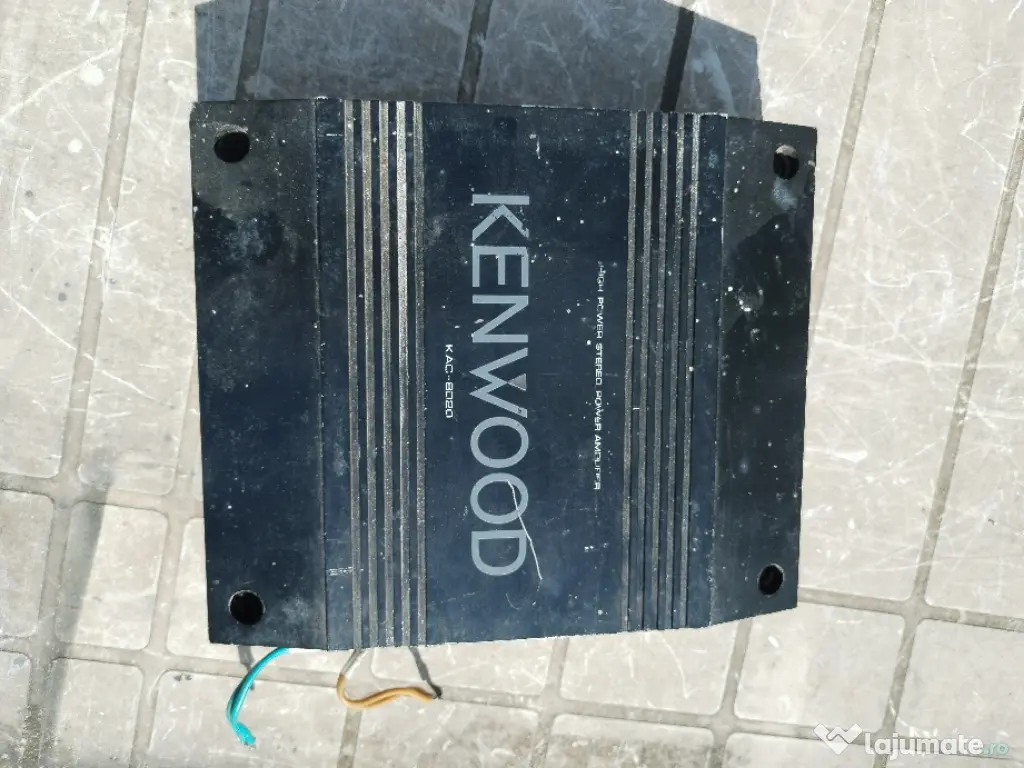 HIGH POWER STEREO POWER AMPLIFIER
KENWOOD
KAC-8020
lajumate.ro